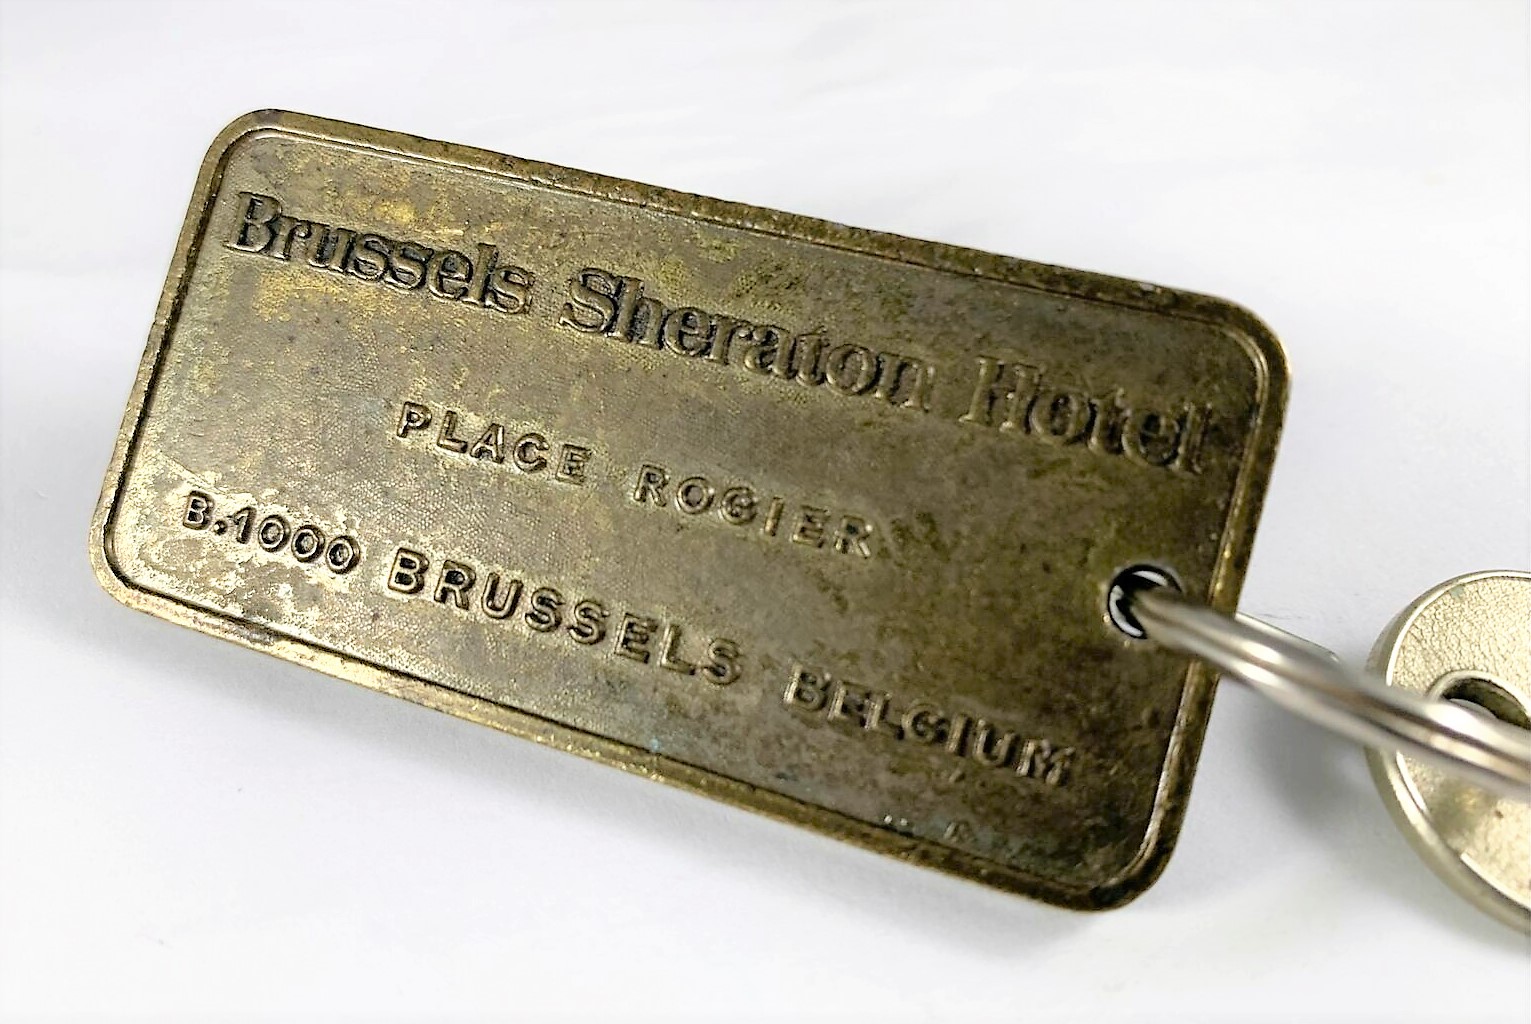 Brussels Sheraton Hotel
PLACE ROGIER
B.1000 BRUSSELS BELGIUM